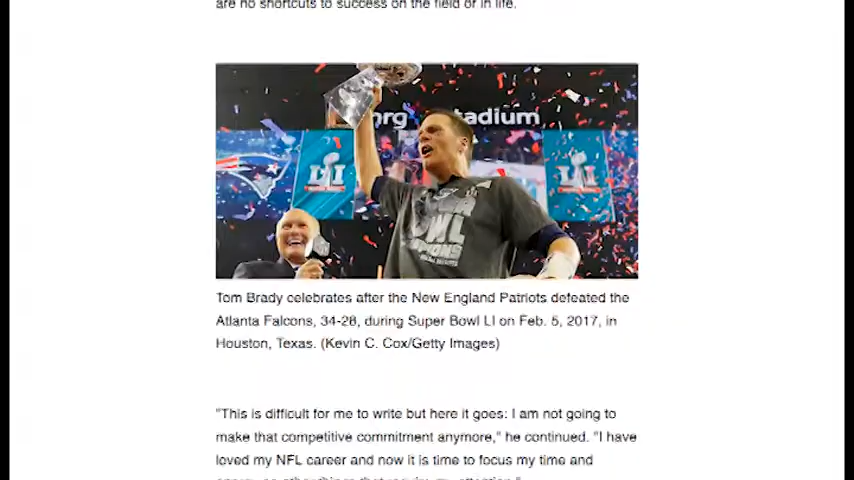 are no shortcuts to success on the field or in life.
nrg stadium
LI
LI
Tom Brady celebrates after the New England Patriots defeated the
Atlanta Falcons, 34-28, during Super Bowl LI on Feb. 5, 2017, in
Houston, Texas. (Kevin C. Cox/Getty Images)
"This is difficult for me to write but here it goes: I am not going to
make that competitive commitment anymore," he continued. "I have
loved my NFL career and now it is time to focus my time and